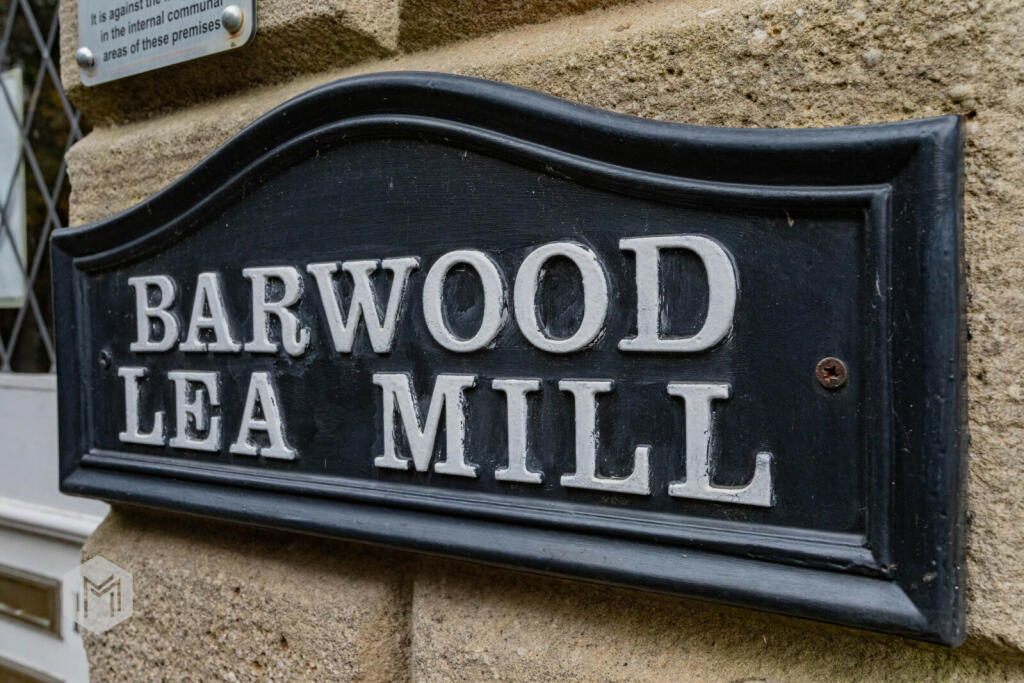 It is against the
in the internal communal
areas of these premises
BARWOOD
LEA MILL